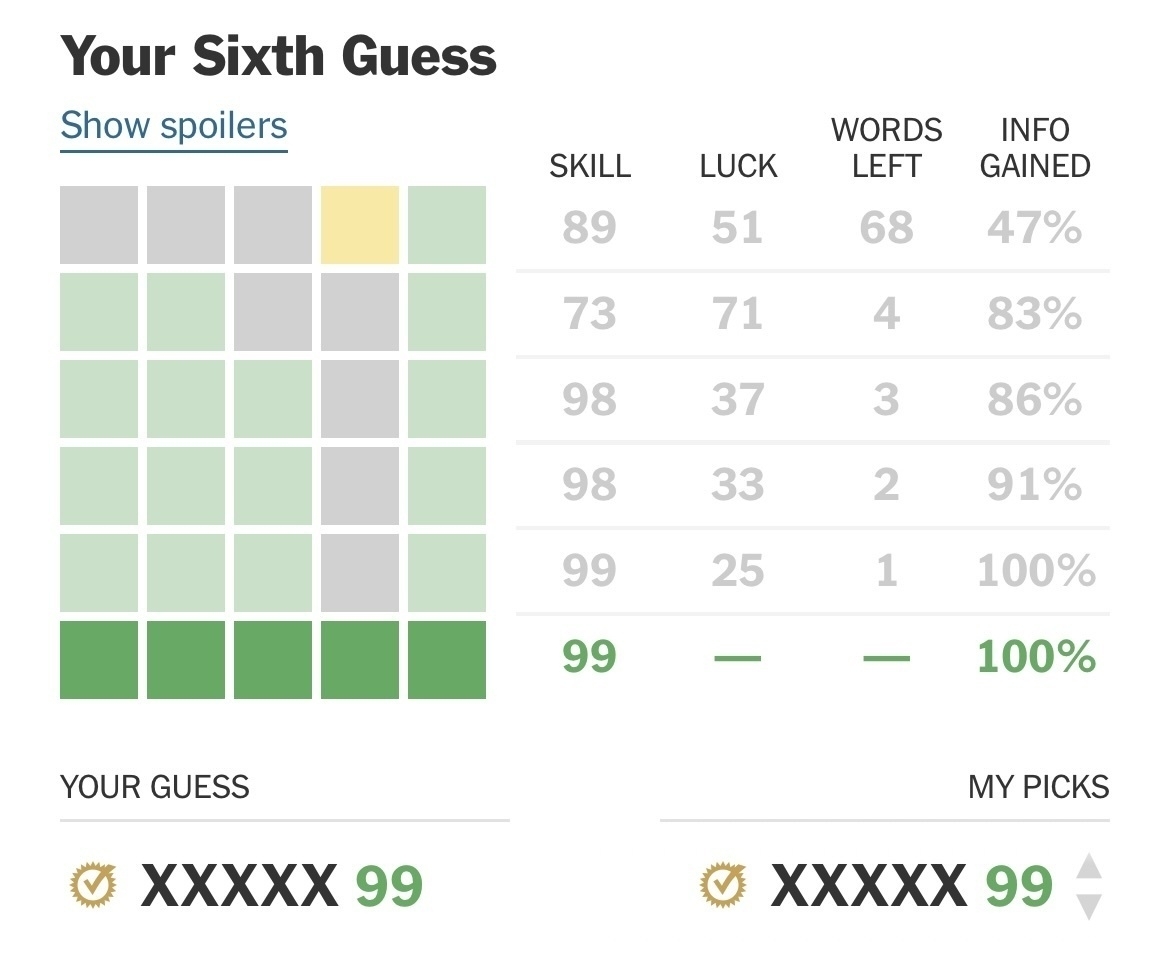 Your Sixth Guess
Show spoilers
SKILL LUCK WORDS LEFT INFO GAINED
89 51 68 47%
73 71 4 83%
98 37 3 86%
98 33 2 91%
99 25 1 100%
99 — — 100%
YOUR GUESS MY PICKS
XXXXX 99 XXXXX 99